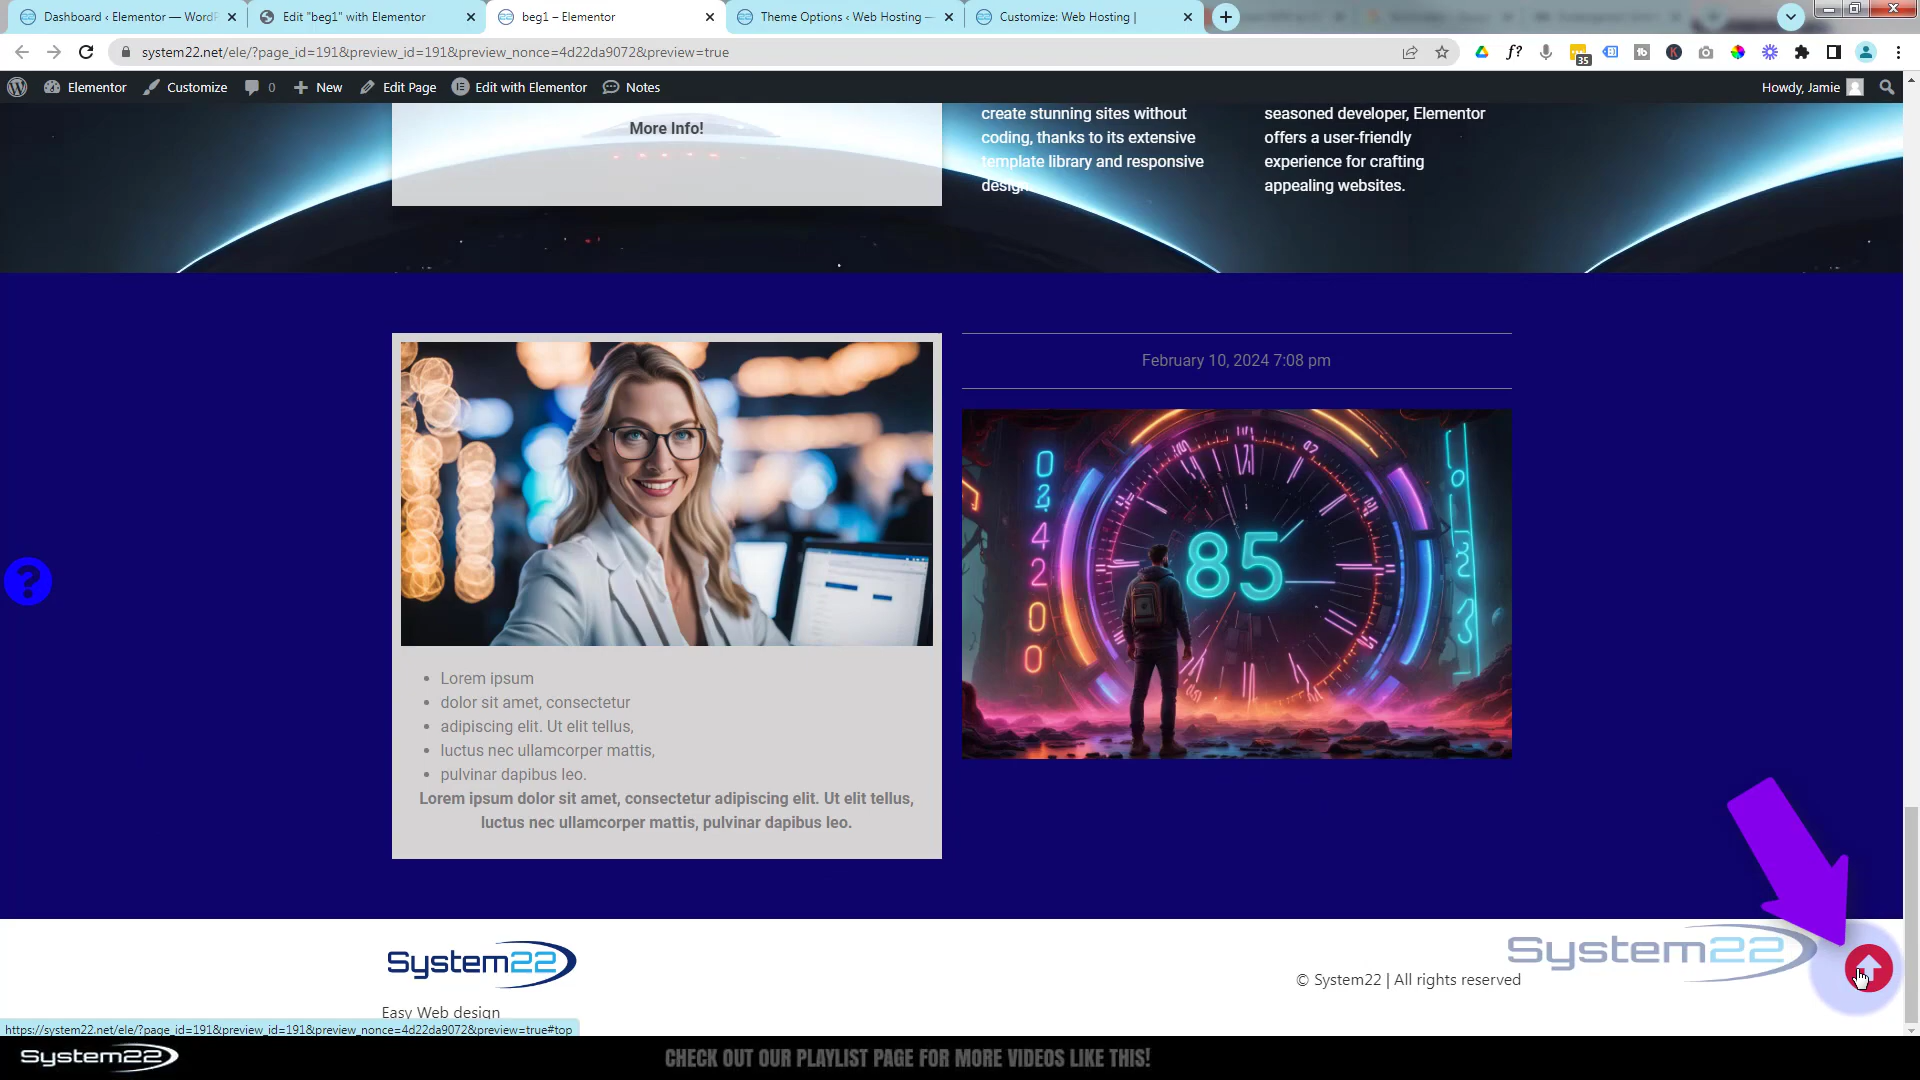 Dashboard ‹ Elementor — WordP
Edit "beg1" with Elementor
beg1 – Elementor
Theme Options ‹ Web Hosting —
Customize: Web Hosting |
system22.net/ele/?page_id=191&preview_id=191&preview_nonce=4d22da9072&preview=true
f?
35
Elementor
Customize
0
New
Edit Page
Edit with Elementor
Notes
Howdy, Jamie
More Info!
create stunning sites without
coding, thanks to its extensive
template library and responsive
design.
seasoned developer, Elementor
offers a user-friendly
experience for crafting
appealing websites.
February 10, 2024 7:08 pm
85
?
Lorem ipsum
dolor sit amet, consectetur
adipiscing elit. Ut elit tellus,
luctus nec ullamcorper mattis,
pulvinar dapibus leo.
Lorem ipsum dolor sit amet, consectetur adipiscing elit. Ut elit tellus,
luctus nec ullamcorper mattis, pulvinar dapibus leo.
System22
System22
© System22 | All rights reserved
Easy Web design
https://system22.net/ele/?page_id=191&preview_id=191&preview_nonce=4d22da9072&preview=true#top
System22
CHECK OUT OUR PLAYLIST PAGE FOR MORE VIDEOS LIKE THIS!